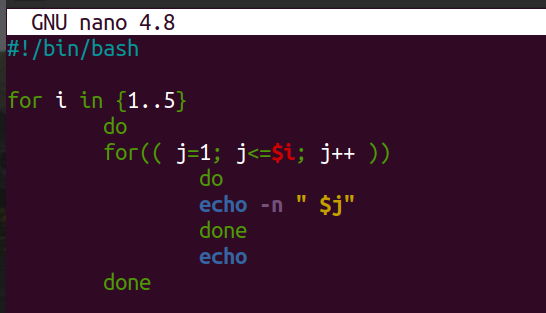 GNU nano 4.8
#!/bin/bash
for i in {1..5}
do
for(( j=1; j<=$i; j++ ))
do
echo -n " $j"
done
echo
done